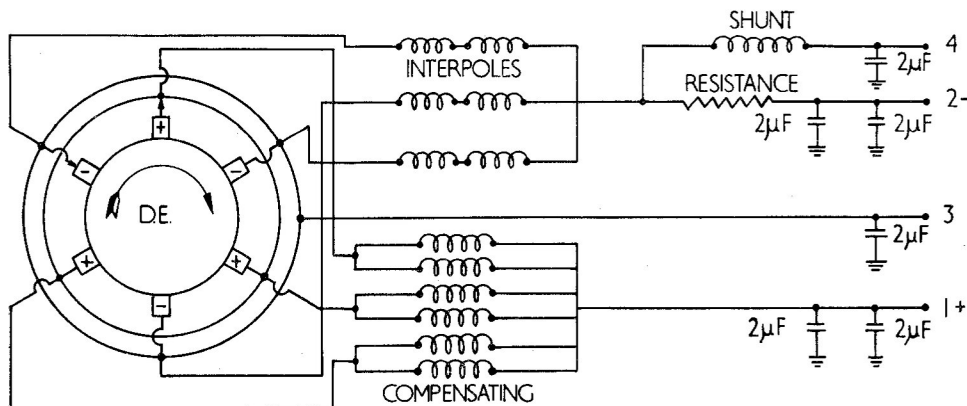 SHUNT
4
2µF
INTERPOLES
RESISTANCE
2-
2µF
2µF
+
-
-
D.E.
3
2µF
+
+
-
1+
2µF
2µF
COMPENSATING